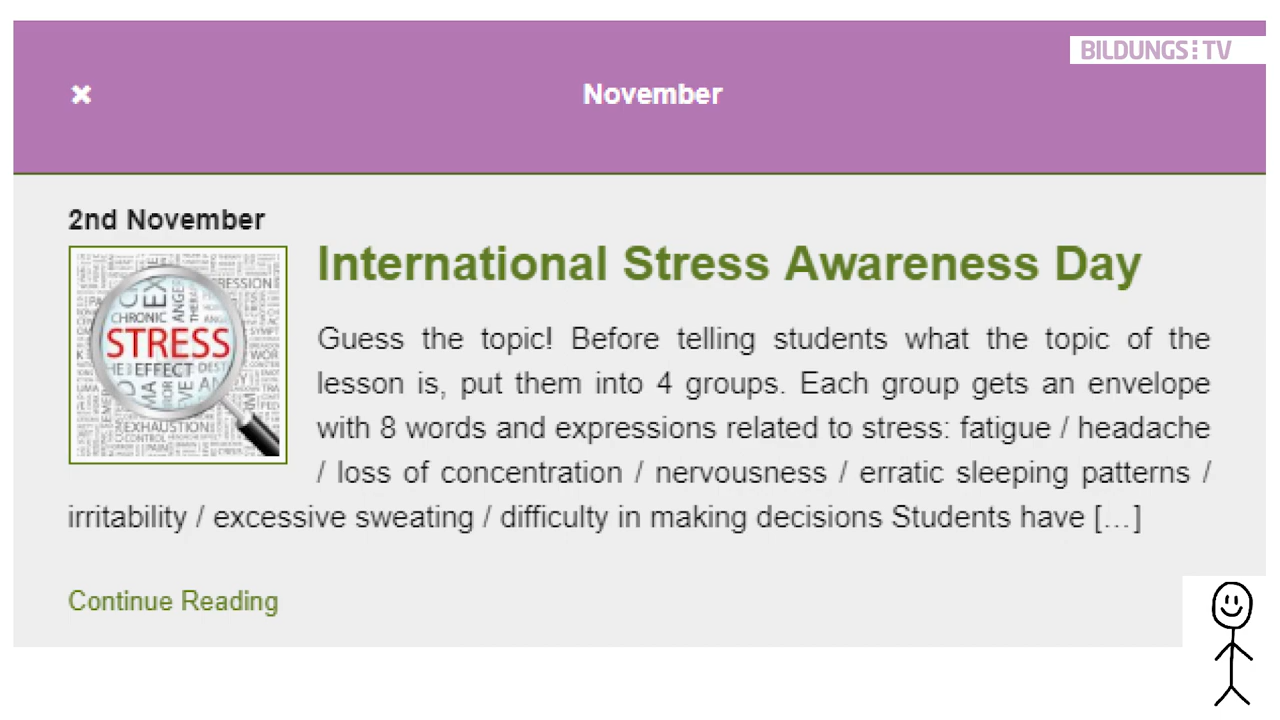 BILDUNGS TV
November
2nd November
International Stress Awareness Day
Guess the topic! Before telling students what the topic of the
lesson is, put them into 4 groups. Each group gets an envelope
with 8 words and expressions related to stress: fatigue / headache
/ loss of concentration / nervousness / erratic sleeping patterns /
irritability / excessive sweating / difficulty in making decisions Students have […]
CHRONIC
STRESS
EFFECT
EXHAUSTION
CONTROL
Continue Reading